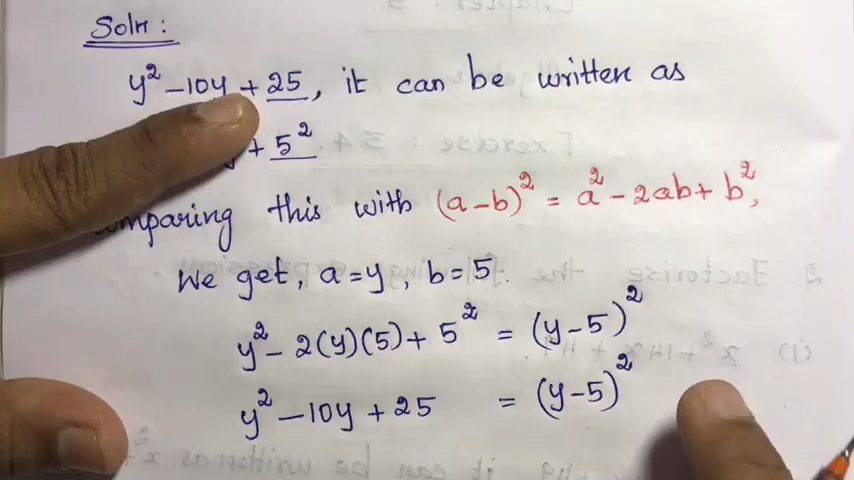 Soln:
y² - 10y + 25, it can be written as
+ 5²
comparing this with (a-b)² = a² - 2ab + b²,
We get, a = y, b = 5.
y² - 2(y)(5) + 5² = (y-5)²
y² - 10y + 25 = (y-5)²